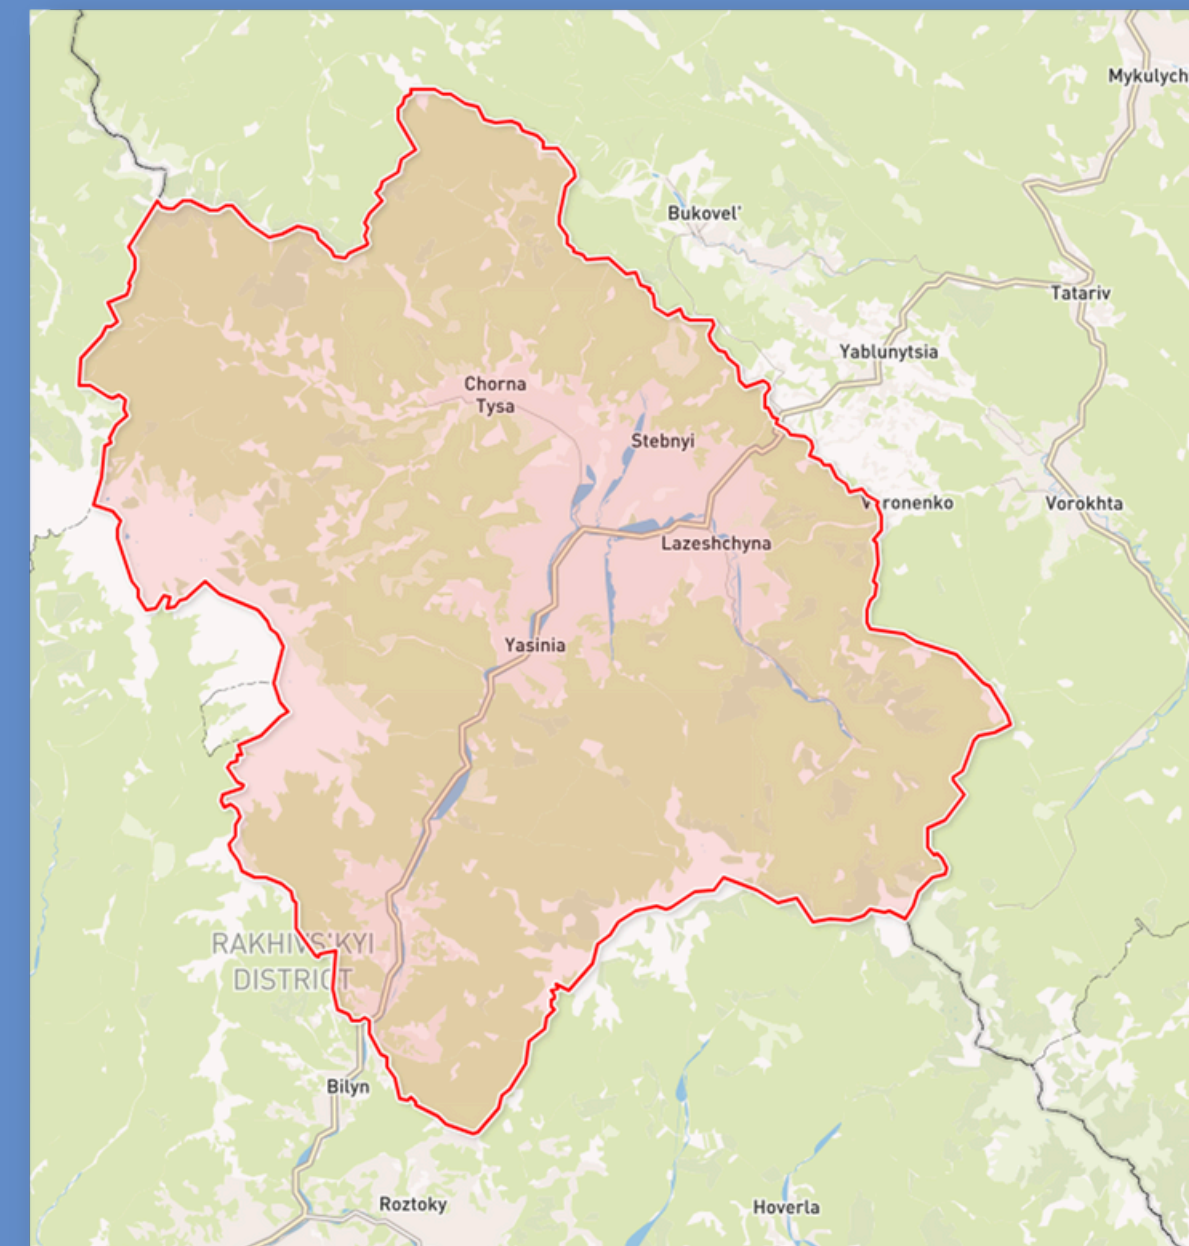 Mykulych
Bukovel'
Tatariv
Yablunytsia
Chorna
Tysa
Stebnyi
Vorokhta
Lazeshchyna
Yasinia
RAKHIVS'KYI
DISTRICT
Bilyn
Roztoky
Hoverla